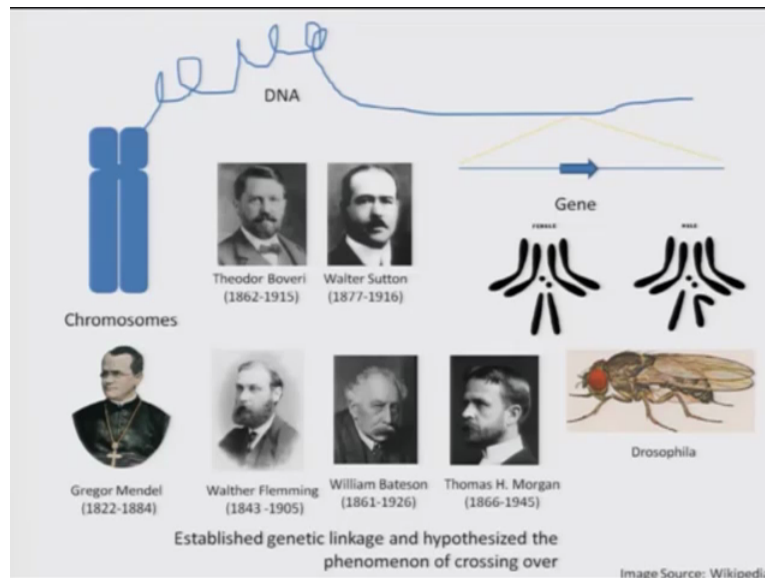 DNA
Gene
FEMALE
MALE
Theodor Boveri
(1862-1915)
Walter Sutton
(1877-1916)
Chromosomes
Drosophila
Gregor Mendel
(1822-1884)
Walther Flemming
(1843 -1905)
William Bateson
(1861-1926)
Thomas H. Morgan
(1866-1945)
Established genetic linkage and hypothesized the
phenomenon of crossing over
Image Source: Wikipedia